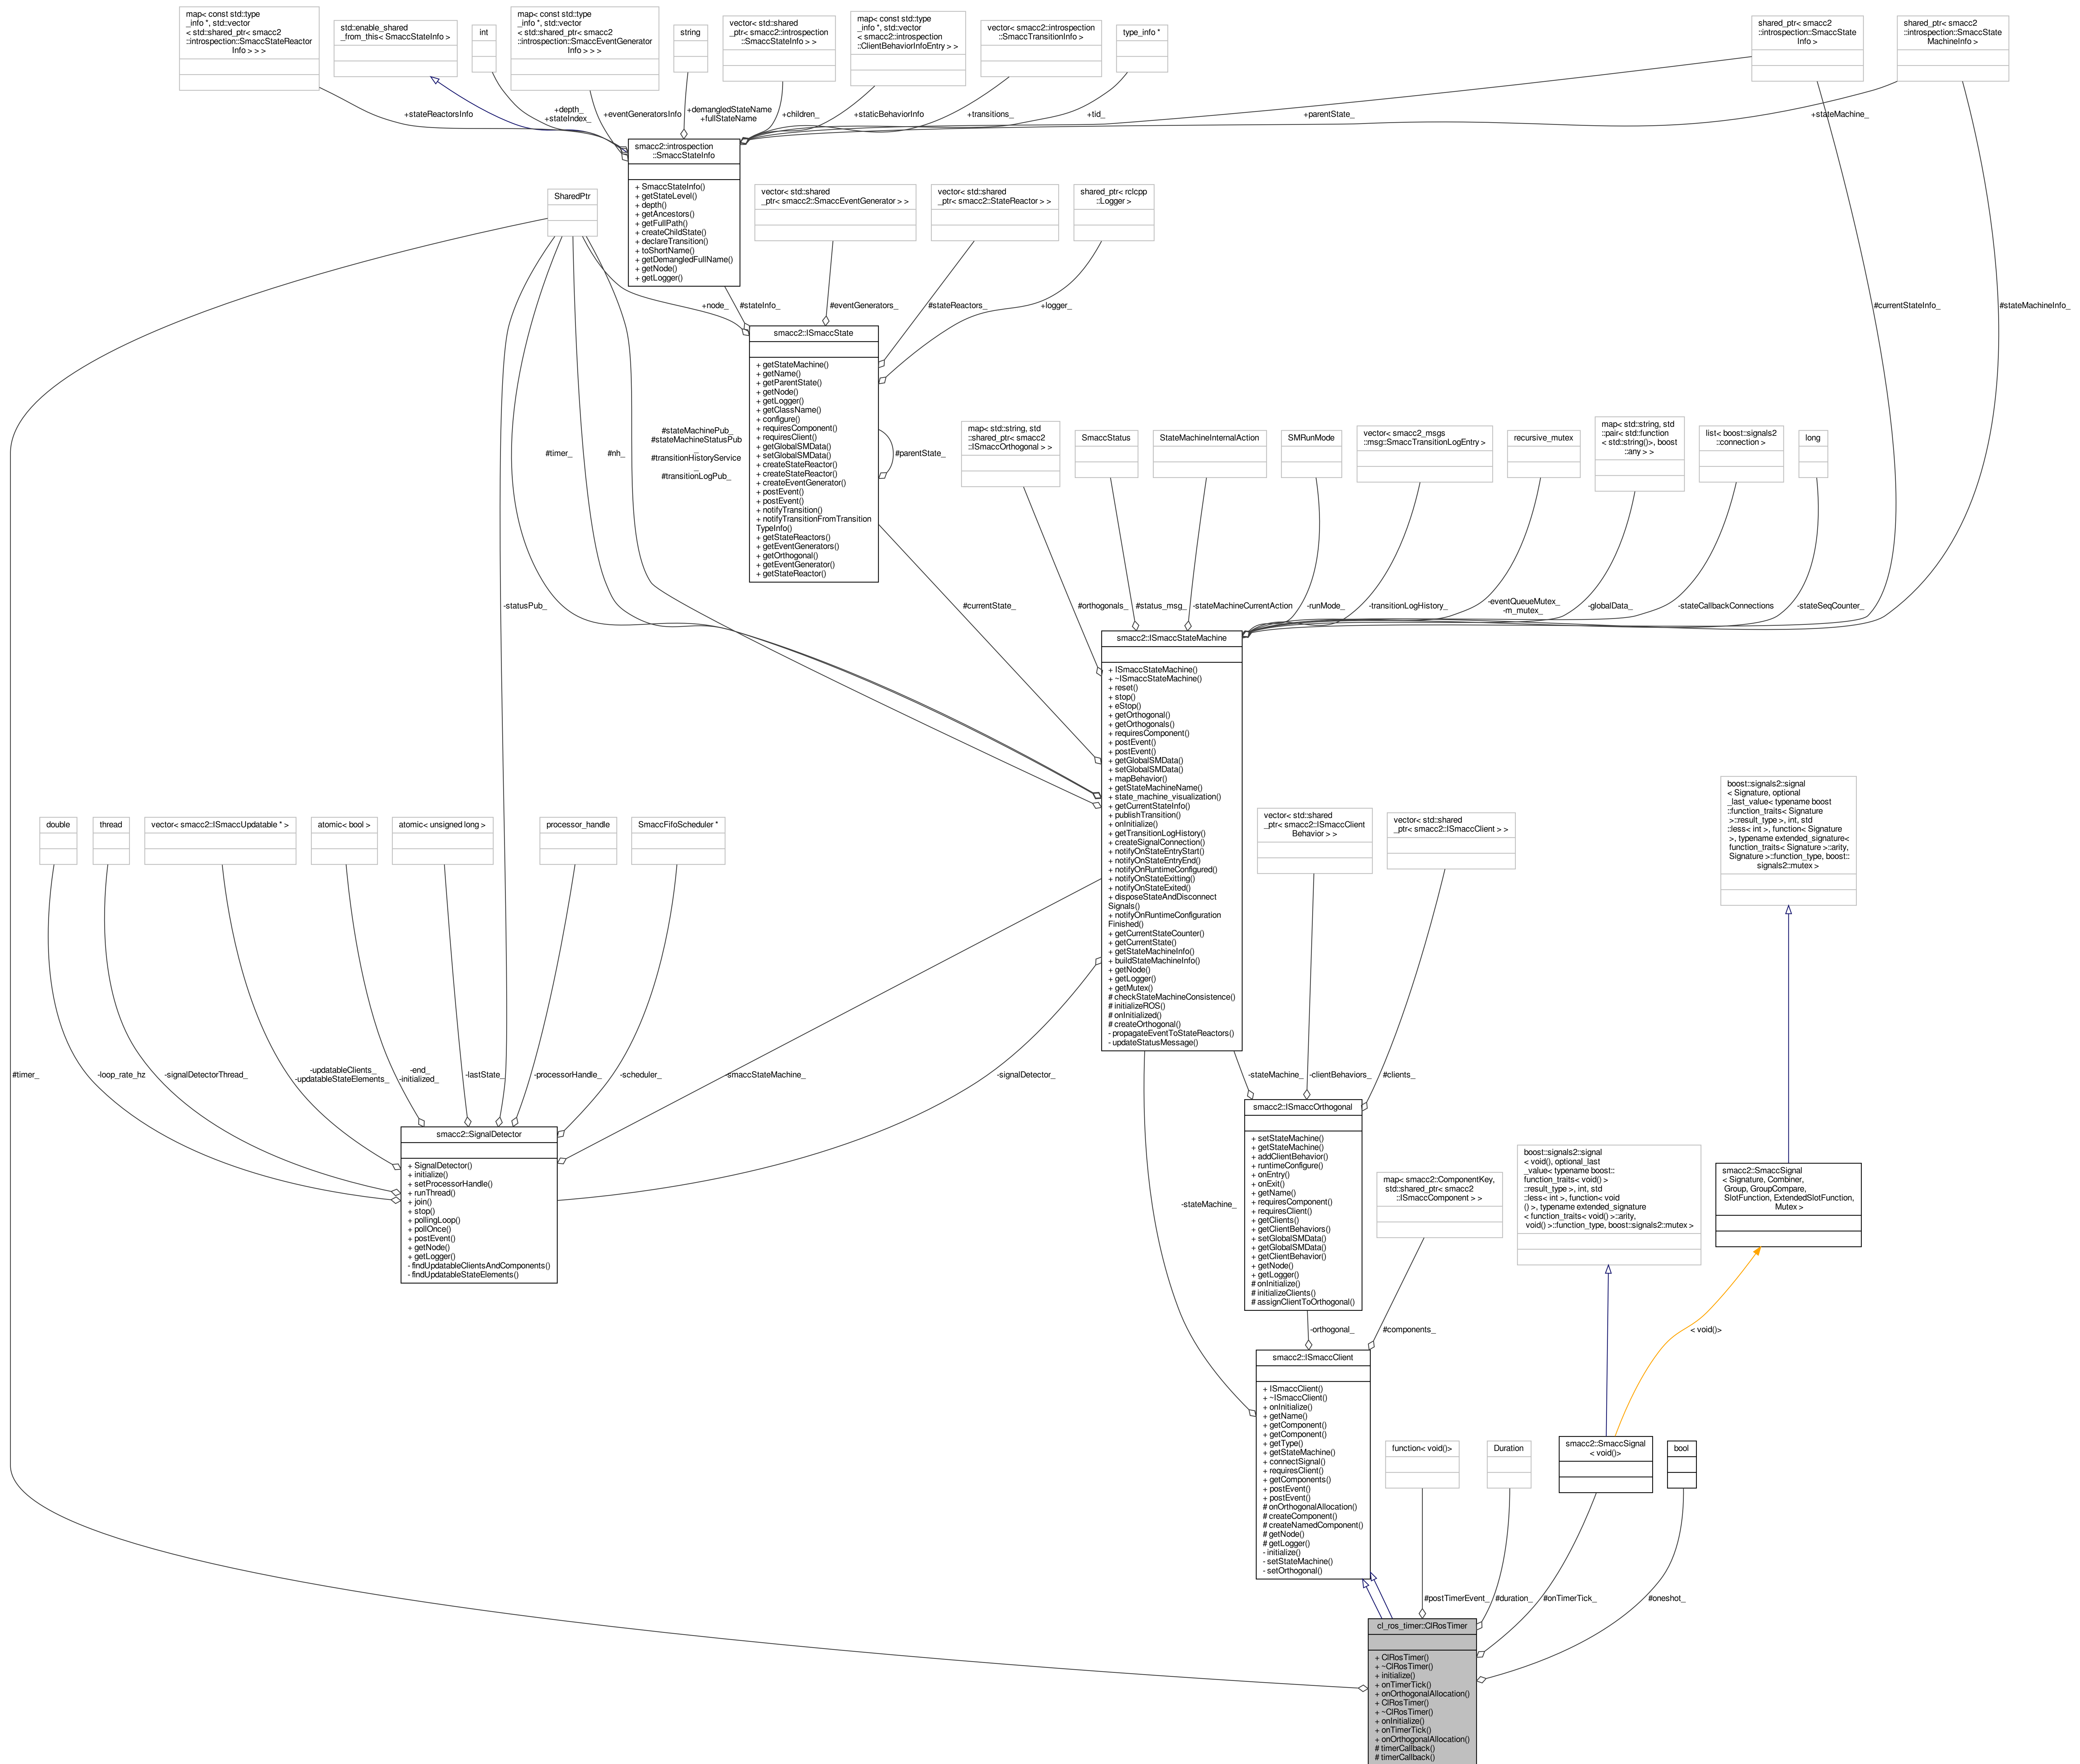 map< const std::type
_info *, std::vector
< std::shared_ptr< smacc2
::introspection::SmaccStateReactor
Info > > >
std::enable_shared
_from_this< SmaccStateInfo >
int
map< const std::type
_info *, std::vector
< std::shared_ptr< smacc2
::introspection::SmaccEventGenerator
Info > > >
string
vector< std::shared
_ptr< smacc2::introspection
::SmaccStateInfo > >
map< const std::type
_info *, std::vector
< smacc2::introspection
::ClientBehaviorInfoEntry > >
vector< smacc2::introspection
::SmaccTransitionInfo >
type_info *
shared_ptr< smacc2
::introspection::SmaccState
Info >
shared_ptr< smacc2
::introspection::SmaccState
MachineInfo >
+stateReactorsInfo
+depth_
+stateIndex_
+eventGeneratorsInfo
+demangledStateName
+fullStateName
+children_
+staticBehaviorInfo
+transitions_
+tid_
+parentState_
+stateMachine_
smacc2::introspection
::SmaccStateInfo
+ SmaccStateInfo()
+ getStateLevel()
+ depth()
+ getAncestors()
+ getFullPath()
+ createChildState()
+ declareTransition()
+ toShortName()
+ getDemangledFullName()
+ getNode()
+ getLogger()
SharedPtr
vector< std::shared
_ptr< smacc2::SmaccEventGenerator > >
vector< std::shared
_ptr< smacc2::StateReactor > >
shared_ptr< rclcpp
::Logger >
+node_
#stateInfo_
#eventGenerators_
#stateReactors_
+logger_
#currentStateInfo_
#stateMachineInfo_
smacc2::ISmaccState
+ getStateMachine()
+ getName()
+ getParentState()
+ getNode()
+ getLogger()
+ getClassName()
+ configure()
+ requiresComponent()
+ requiresClient()
+ getGlobalSMData()
+ setGlobalSMData()
+ createStateReactor()
+ createStateReactor()
+ createEventGenerator()
+ postEvent()
+ postEvent()
+ notifyTransition()
+ notifyTransitionFromTransition
TypeInfo()
+ getStateReactors()
+ getEventGenerators()
+ getOrthogonal()
+ getEventGenerator()
+ getStateReactor()
#parentState_
#timer_
#nh_
#stateMachinePub_
#stateMachineStatusPub
_
#transitionHistoryService
_
#transitionLogPub_
map< std::string, std
::shared_ptr< smacc2
::ISmaccOrthogonal > >
SmaccStatus
StateMachineInternalAction
SMRunMode
vector< smacc2_msgs
::msg::SmaccTransitionLogEntry >
recursive_mutex
map< std::string, std
::pair< std::function
< std::string()>, boost
::any > >
list< boost::signals2
::connection >
long
-statusPub_
#currentState_
#orthogonals_
#status_msg_
-stateMachineCurrentAction
-runMode_
-transitionLogHistory_
-eventQueueMutex_
-m_mutex_
-globalData_
-stateCallbackConnections
-stateSeqCounter_
smacc2::ISmaccStateMachine
+ ISmaccStateMachine()
+ ~ISmaccStateMachine()
+ reset()
+ stop()
+ eStop()
+ getOrthogonal()
+ getOrthogonals()
+ requiresComponent()
+ postEvent()
+ postEvent()
+ getGlobalSMData()
+ setGlobalSMData()
+ mapBehavior()
+ getStateMachineName()
+ state_machine_visualization()
+ getCurrentStateInfo()
+ publishTransition()
+ onInitialize()
+ getTransitionLogHistory()
+ createSignalConnection()
+ notifyOnStateEntryStart()
+ notifyOnStateEntryEnd()
+ notifyOnRuntimeConfigured()
+ notifyOnStateExitting()
+ notifyOnStateExited()
+ disposeStateAndDisconnect
Signals()
+ notifyOnRuntimeConfiguration
Finished()
+ getCurrentStateCounter()
+ getCurrentState()
+ getStateMachineInfo()
+ buildStateMachineInfo()
+ getNode()
+ getLogger()
+ getMutex()
# checkStateMachineConsistence()
# initializeROS()
# onInitialized()
# createOrthogonal()
- propagateEventToStateReactors()
- updateStatusMessage()
double
thread
vector< smacc2::ISmaccUpdatable * >
atomic< bool >
atomic< unsigned long >
processor_handle
SmaccFifoScheduler *
vector< std::shared
_ptr< smacc2::ISmaccClient
Behavior > >
vector< std::shared
_ptr< smacc2::ISmaccClient > >
boost::signals2::signal
< Signature, optional
_last_value< typename boost
::function_traits< Signature
>::result_type >, int, std
::less< int >, function< Signature
>, typename extended_signature<
function_traits< Signature >::arity,
Signature >::function_type, boost::
signals2::mutex >
#timer_
-loop_rate_hz
-signalDetectorThread_
-updatableClients_
-updatableStateElements_
-end_
-initialized_
-lastState_
-processorHandle_
-scheduler_
-smaccStateMachine_
-signalDetector_
-stateMachine_
-clientBehaviors_
#clients_
smacc2::SignalDetector
+ SignalDetector()
+ initialize()
+ setProcessorHandle()
+ runThread()
+ join()
+ stop()
+ pollingLoop()
+ pollOnce()
+ postEvent()
+ getNode()
+ getLogger()
- findUpdatableClientsAndComponents()
- findUpdatableStateElements()
smacc2::ISmaccOrthogonal
+ setStateMachine()
+ getStateMachine()
+ addClientBehavior()
+ runtimeConfigure()
+ onEntry()
+ onExit()
+ getName()
+ requiresComponent()
+ requiresClient()
+ getClients()
+ getClientBehaviors()
+ setGlobalSMData()
+ getGlobalSMData()
+ getClientBehavior()
+ getNode()
+ getLogger()
# onInitialize()
# initializeClients()
# assignClientToOrthogonal()
map< smacc2::ComponentKey,
std::shared_ptr< smacc2
::ISmaccComponent > >
boost::signals2::signal
< void(), optional_last
_value< typename boost::
function_traits< void() >
::result_type >, int, std
::less< int >, function< void
() >, typename extended_signature
< function_traits< void() >::arity,
void() >::function_type, boost::signals2::mutex >
smacc2::SmaccSignal
< Signature, Combiner,
Group, GroupCompare,
SlotFunction, ExtendedSlotFunction,
Mutex >
-stateMachine_
-orthogonal_
#components_
< void()>
smacc2::ISmaccClient
+ ISmaccClient()
+ ~ISmaccClient()
+ onInitialize()
+ getName()
+ getComponent()
+ getComponent()
+ getType()
+ getStateMachine()
+ connectSignal()
+ requiresClient()
+ getComponents()
+ postEvent()
+ postEvent()
# onOrthogonalAllocation()
# createComponent()
# createNamedComponent()
# getNode()
# getLogger()
- initialize()
- setStateMachine()
- setOrthogonal()
function< void()>
Duration
smacc2::SmaccSignal
< void()>
bool
#postTimerEvent_
#duration_
#onTimerTick_
#oneshot_
cl_ros_timer::ClRosTimer
+ ClRosTimer()
+ ~ClRosTimer()
+ initialize()
+ onTimerTick()
+ onOrthogonalAllocation()
+ ClRosTimer()
+ ~ClRosTimer()
+ onInitialize()
+ onTimerTick()
+ onOrthogonalAllocation()
# timerCallback()
# timerCallback()